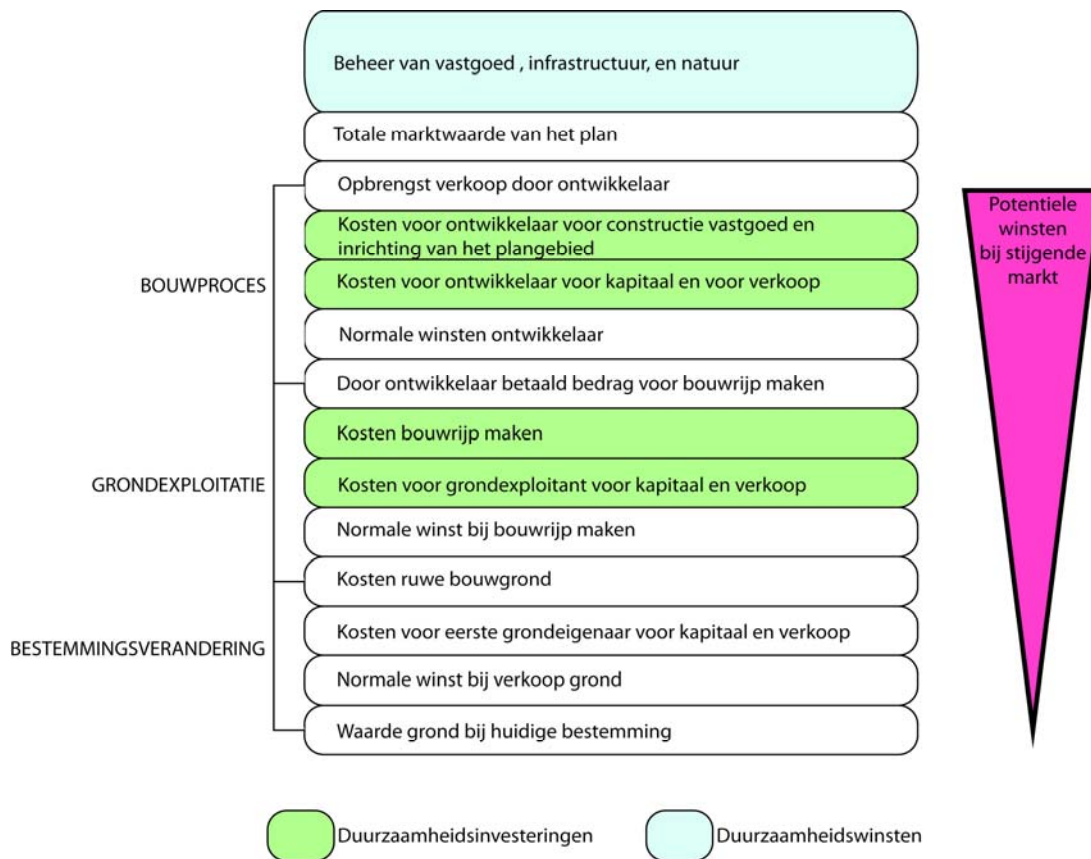 Beheer van vastgoed , infrastructuur, en natuur
Totale marktwaarde van het plan
Opbrengst verkoop door ontwikkelaar
Kosten voor ontwikkelaar voor constructie vastgoed en
inrichting van het plangebied
BOUWPROCES
Kosten voor ontwikkelaar voor kapitaal en voor verkoop
Normale winsten ontwikkelaar
Door ontwikkelaar betaald bedrag voor bouwrijp maken
Kosten bouwrijp maken
GRONDEXPLOITATIE
Kosten voor grondexploitant voor kapitaal en verkoop
Normale winst bij bouwrijp maken
Kosten ruwe bouwgrond
Kosten voor eerste grondeigenaar voor kapitaal en verkoop
BESTEMMINGSVERANDERING
Normale winst bij verkoop grond
Waarde grond bij huidige bestemming
Potentiele
winsten
bij stijgende
markt
Duurzaamheidsinvesteringen
Duurzaamheidswinsten